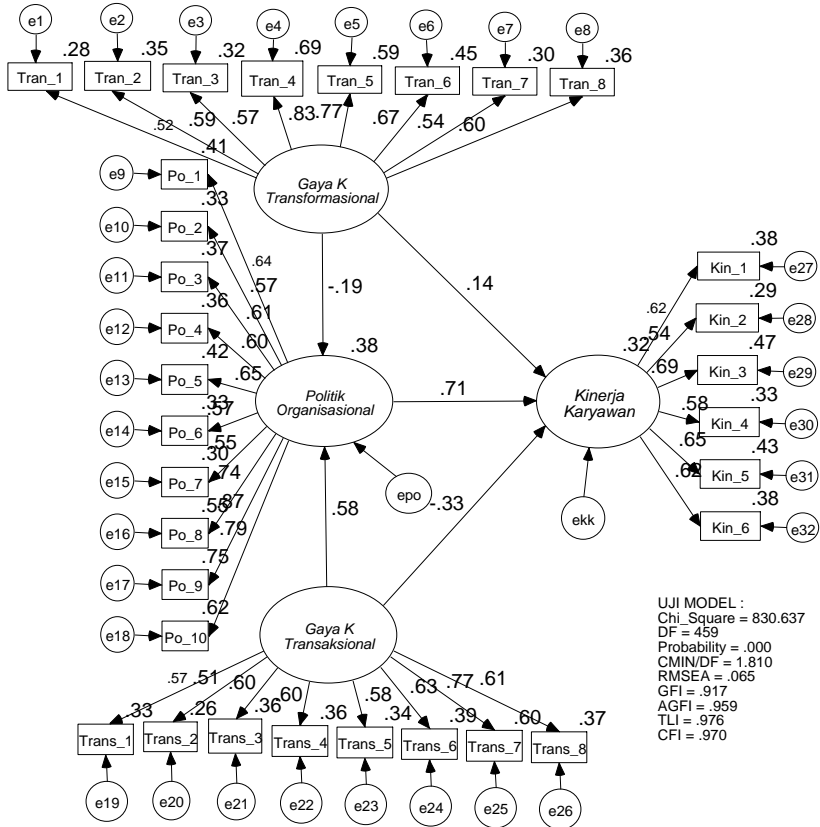 e1 e2 e3 e4 e5 e6 e7 e8
.28 .35 .32 .69 .59 .45 .30 .36
Tran_1 Tran_2 Tran_3 Tran_4 Tran_5 Tran_6 Tran_7 Tran_8
.52 .59 .57 .83 .77 .67 .54 .60
Gaya K
Transformasional
.41
e9 Po_1
.33
e10 Po_2
.37
e11 Po_3
.36
e12 Po_4
.42
e13 Po_5
.33
e14 Po_6
.30
e15 Po_7
.55
e16 Po_8
.75
e17 Po_9
.62
e18 Po_10
.64
.57
.61
.60
.65
.57
.55
.74
.87
.79
-.19
.14
.38
Politik
Organisasional
.71
epo
.58
-.33
.32
Kinerja
Karyawan
ekk
.38
Kin_1 e27
.29
Kin_2 e28
.47
Kin_3 e29
.33
Kin_4 e30
.43
Kin_5 e31
.38
Kin_6 e32
.62
.54
.69
.58
.65
.62
Gaya K
Transaksional
.57 .51 .60 .60 .58 .63 .77 .61
.33 .26 .36 .36 .34 .39 .60 .37
Trans_1 Trans_2 Trans_3 Trans_4 Trans_5 Trans_6 Trans_7 Trans_8
e19 e20 e21 e22 e23 e24 e25 e26
UJI MODEL :
Chi_Square = 830.637
DF = 459
Probability = .000
CMIN/DF = 1.810
RMSEA = .065
GFI = .917
AGFI = .959
TLI = .976
CFI = .970